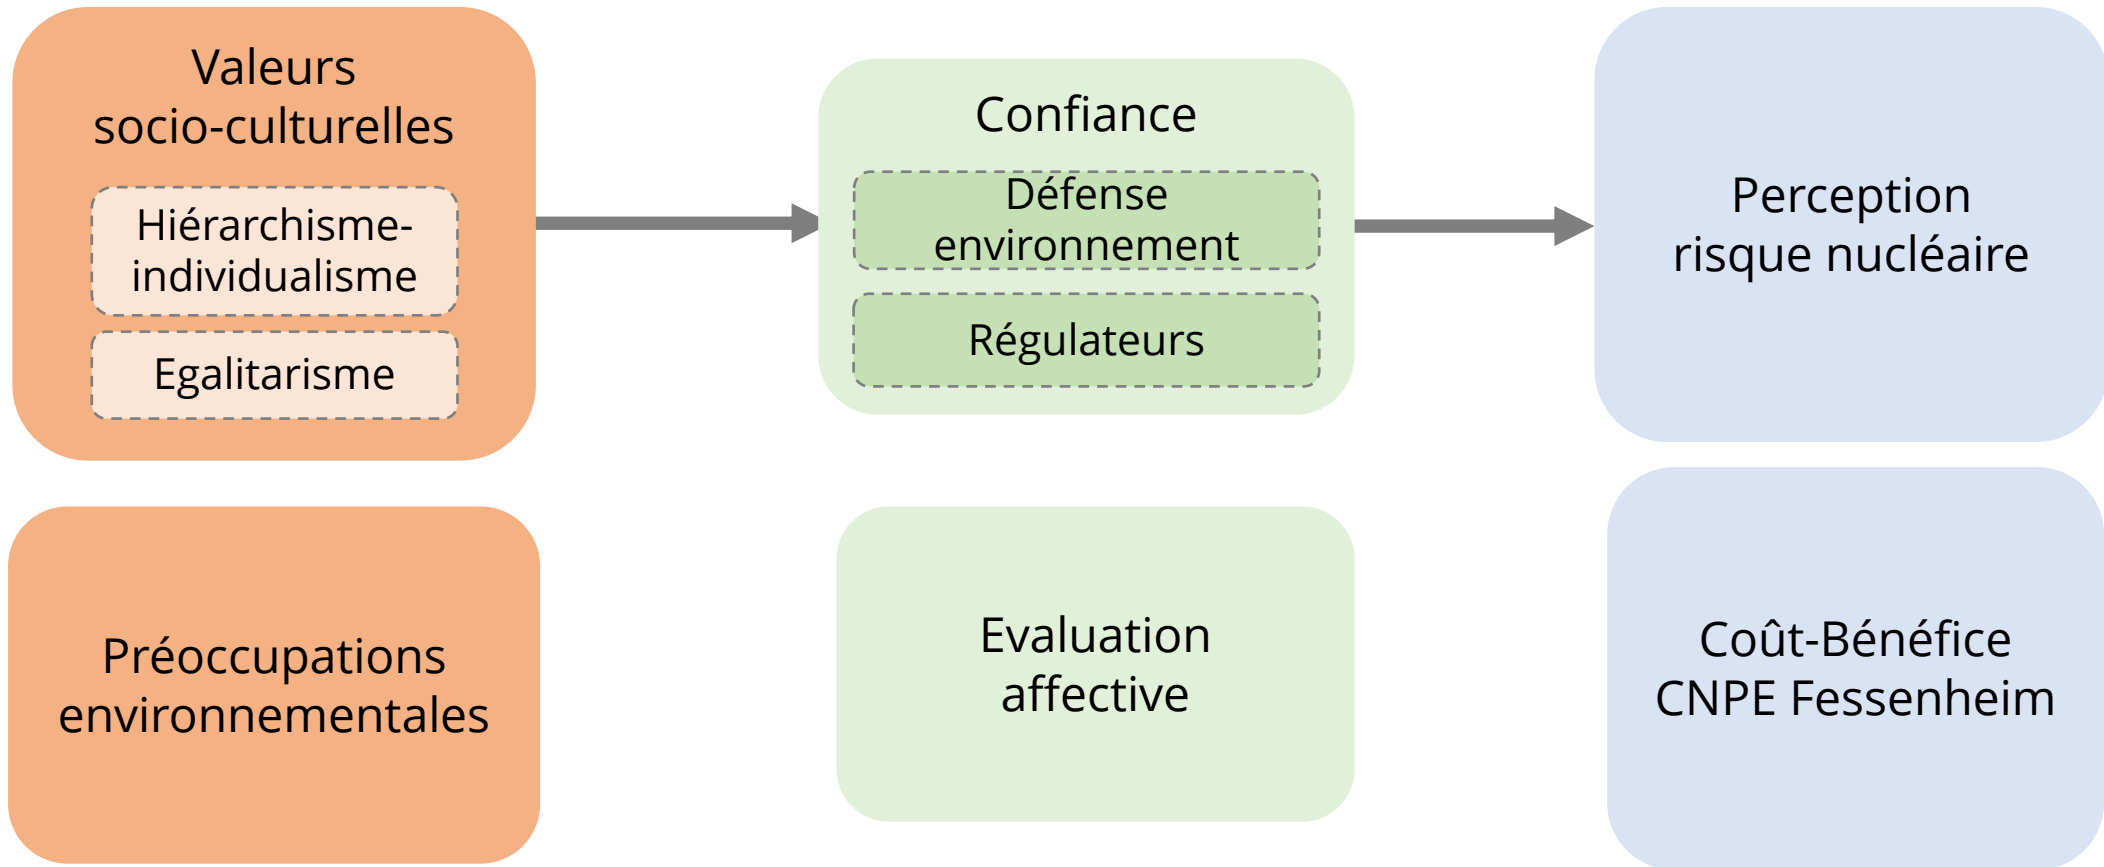 Valeurs
socio-culturelles
Hiérarchisme-
individualisme
Egalitarisme
Confiance
Défense
environnement
Régulateurs
Perception
risque nucléaire
Préoccupations
environnementales
Evaluation
affective
Coût-Bénéfice
CNPE Fessenheim